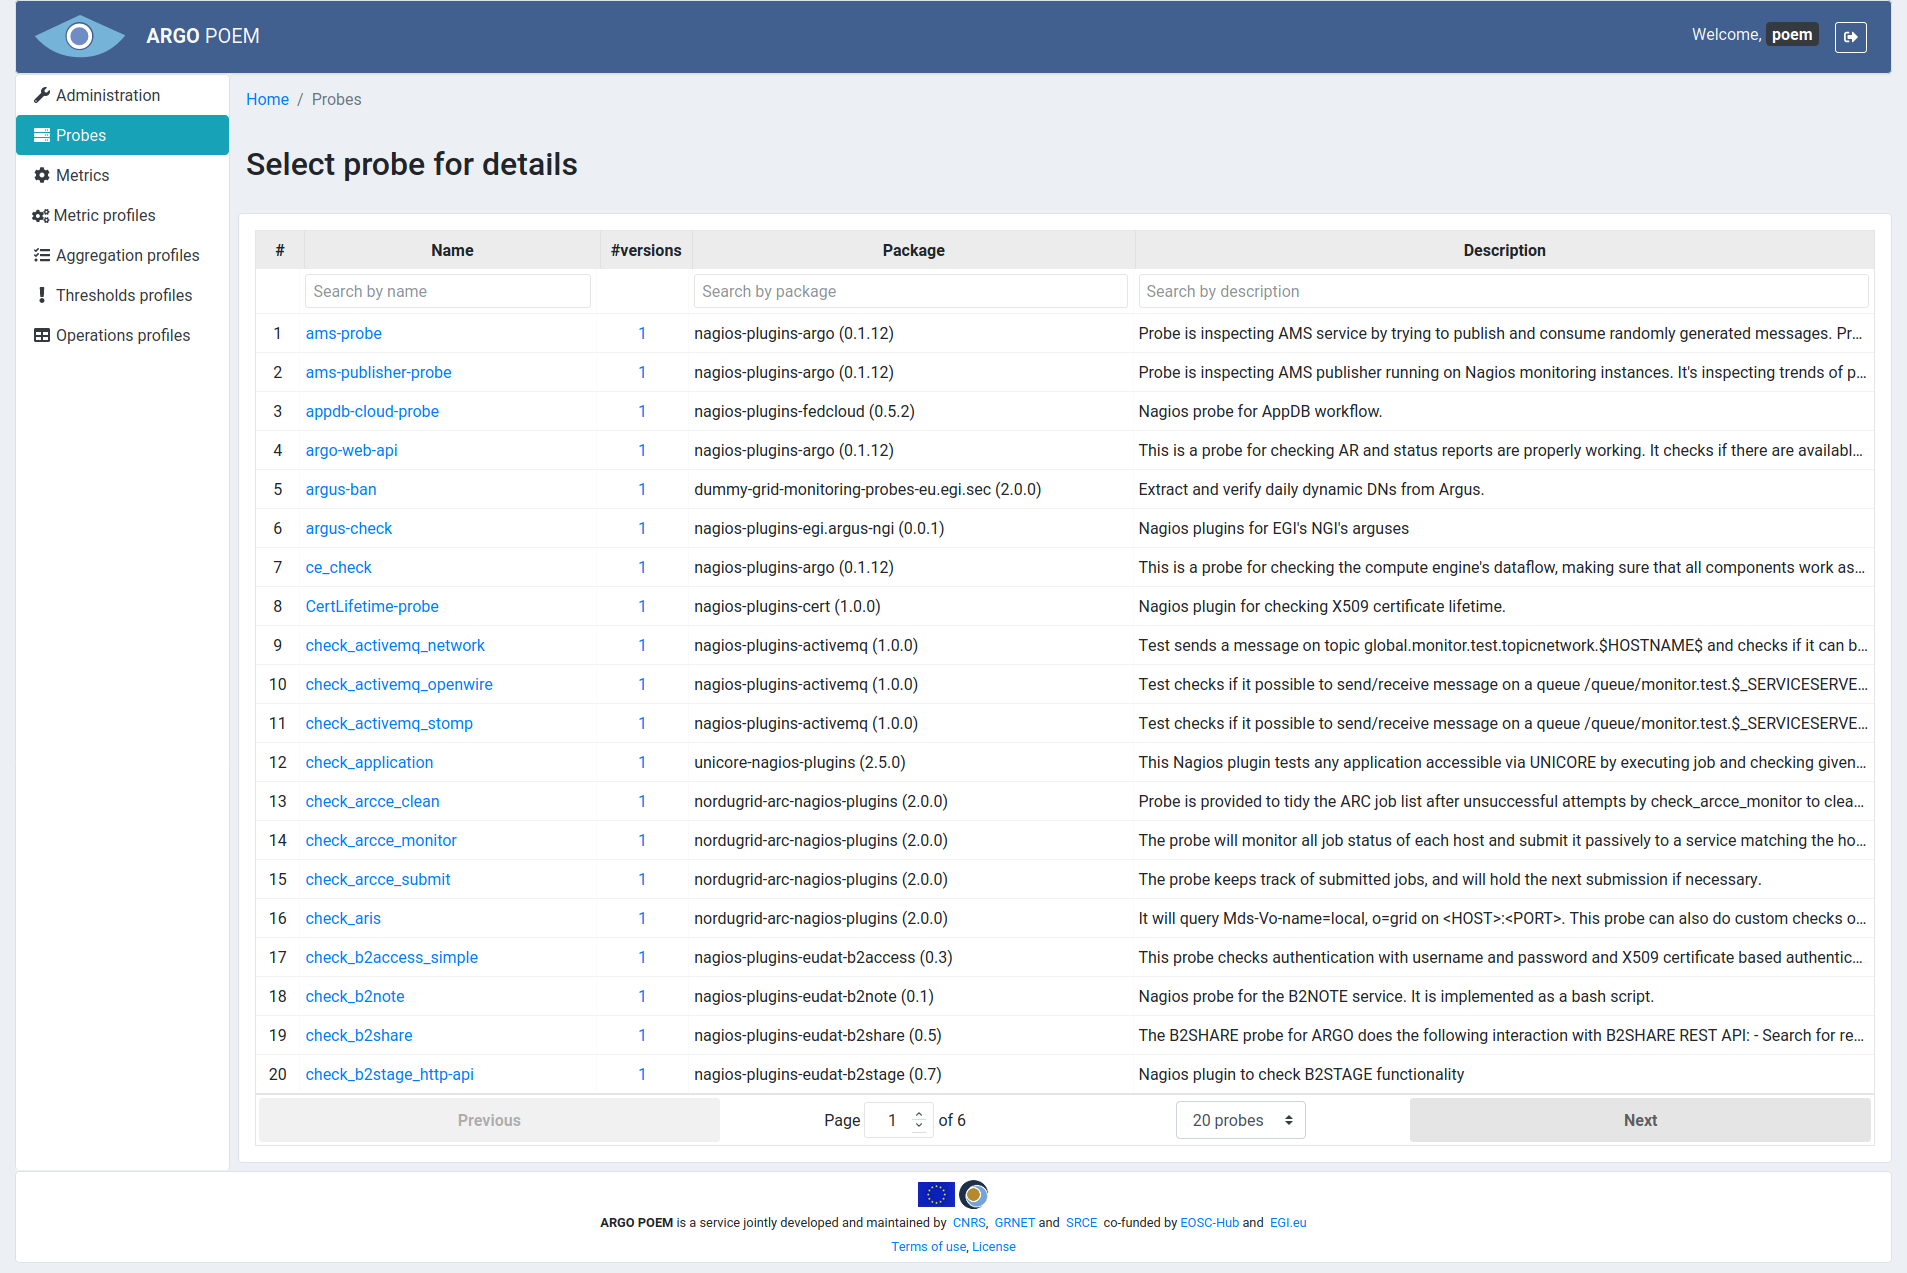 ARGO POEM
Welcome, poem
Administration
Probes
Metrics
Metric profiles
Aggregation profiles
Thresholds profiles
Operations profiles
Home / Probes
Select probe for details
# Name #versions Package Description
Search by name Search by package Search by description
1 ams-probe 1 nagios-plugins-argo (0.1.12) Probe is inspecting AMS service by trying to publish and consume randomly generated messages. Pr...
2 ams-publisher-probe 1 nagios-plugins-argo (0.1.12) Probe is inspecting AMS publisher running on Nagios monitoring instances. It's inspecting trends of p...
3 appdb-cloud-probe 1 nagios-plugins-fedcloud (0.5.2) Nagios probe for AppDB workflow.
4 argo-web-api 1 nagios-plugins-argo (0.1.12) This is a probe for checking AR and status reports are properly working. It checks if there are availabl...
5 argus-ban 1 dummy-grid-monitoring-probes-eu.egi.sec (2.0.0) Extract and verify daily dynamic DNs from Argus.
6 argus-check 1 nagios-plugins-egi.argus-ngi (0.0.1) Nagios plugins for EGI's NGI's arguses
7 ce_check 1 nagios-plugins-argo (0.1.12) This is a probe for checking the compute engine's dataflow, making sure that all components work as...
8 CertLifetime-probe 1 nagios-plugins-cert (1.0.0) Nagios plugin for checking X509 certificate lifetime.
9 check_activemq_network 1 nagios-plugins-activemq (1.0.0) Test sends a message on topic global.monitor.test.topicnetwork.$HOSTNAME$ and checks if it can b...
10 check_activemq_openwire 1 nagios-plugins-activemq (1.0.0) Test checks if it possible to send/receive message on a queue /queue/monitor.test.$_SERVICESERVE...
11 check_activemq_stomp 1 nagios-plugins-activemq (1.0.0) Test checks if it possible to send/receive message on a queue /queue/monitor.test.$_SERVICESERVE...
12 check_application 1 unicore-nagios-plugins (2.5.0) This Nagios plugin tests any application accessible via UNICORE by executing job and checking given...
13 check_arcce_clean 1 nordugrid-arc-nagios-plugins (2.0.0) Probe is provided to tidy the ARC job list after unsuccessful attempts by check_arcce_monitor to clea...
14 check_arcce_monitor 1 nordugrid-arc-nagios-plugins (2.0.0) The probe will monitor all job status of each host and submit it passively to a service matching the ho...
15 check_arcce_submit 1 nordugrid-arc-nagios-plugins (2.0.0) The probe keeps track of submitted jobs, and will hold the next submission if necessary.
16 check_aris 1 nordugrid-arc-nagios-plugins (2.0.0) It will query Mds-Vo-name=local, o=grid on <HOST>:<PORT>. This probe can also do custom checks o...
17 check_b2access_simple 1 nagios-plugins-eudat-b2access (0.3) This probe checks authentication with username and password and X509 certificate based authentic...
18 check_b2note 1 nagios-plugins-eudat-b2note (0.1) Nagios probe for the B2NOTE service. It is implemented as a bash script.
19 check_b2share 1 nagios-plugins-eudat-b2share (0.5) The B2SHARE probe for ARGO does the following interaction with B2SHARE REST API: - Search for re...
20 check_b2stage_http-api 1 nagios-plugins-eudat-b2stage (0.7) Nagios plugin to check B2STAGE functionality
Previous Page 1 of 6 20 probes Next
ARGO POEM is a service jointly developed and maintained by CNRS, GRNET and SRCE co-funded by EOSC-Hub and EGI.eu
Terms of use, License